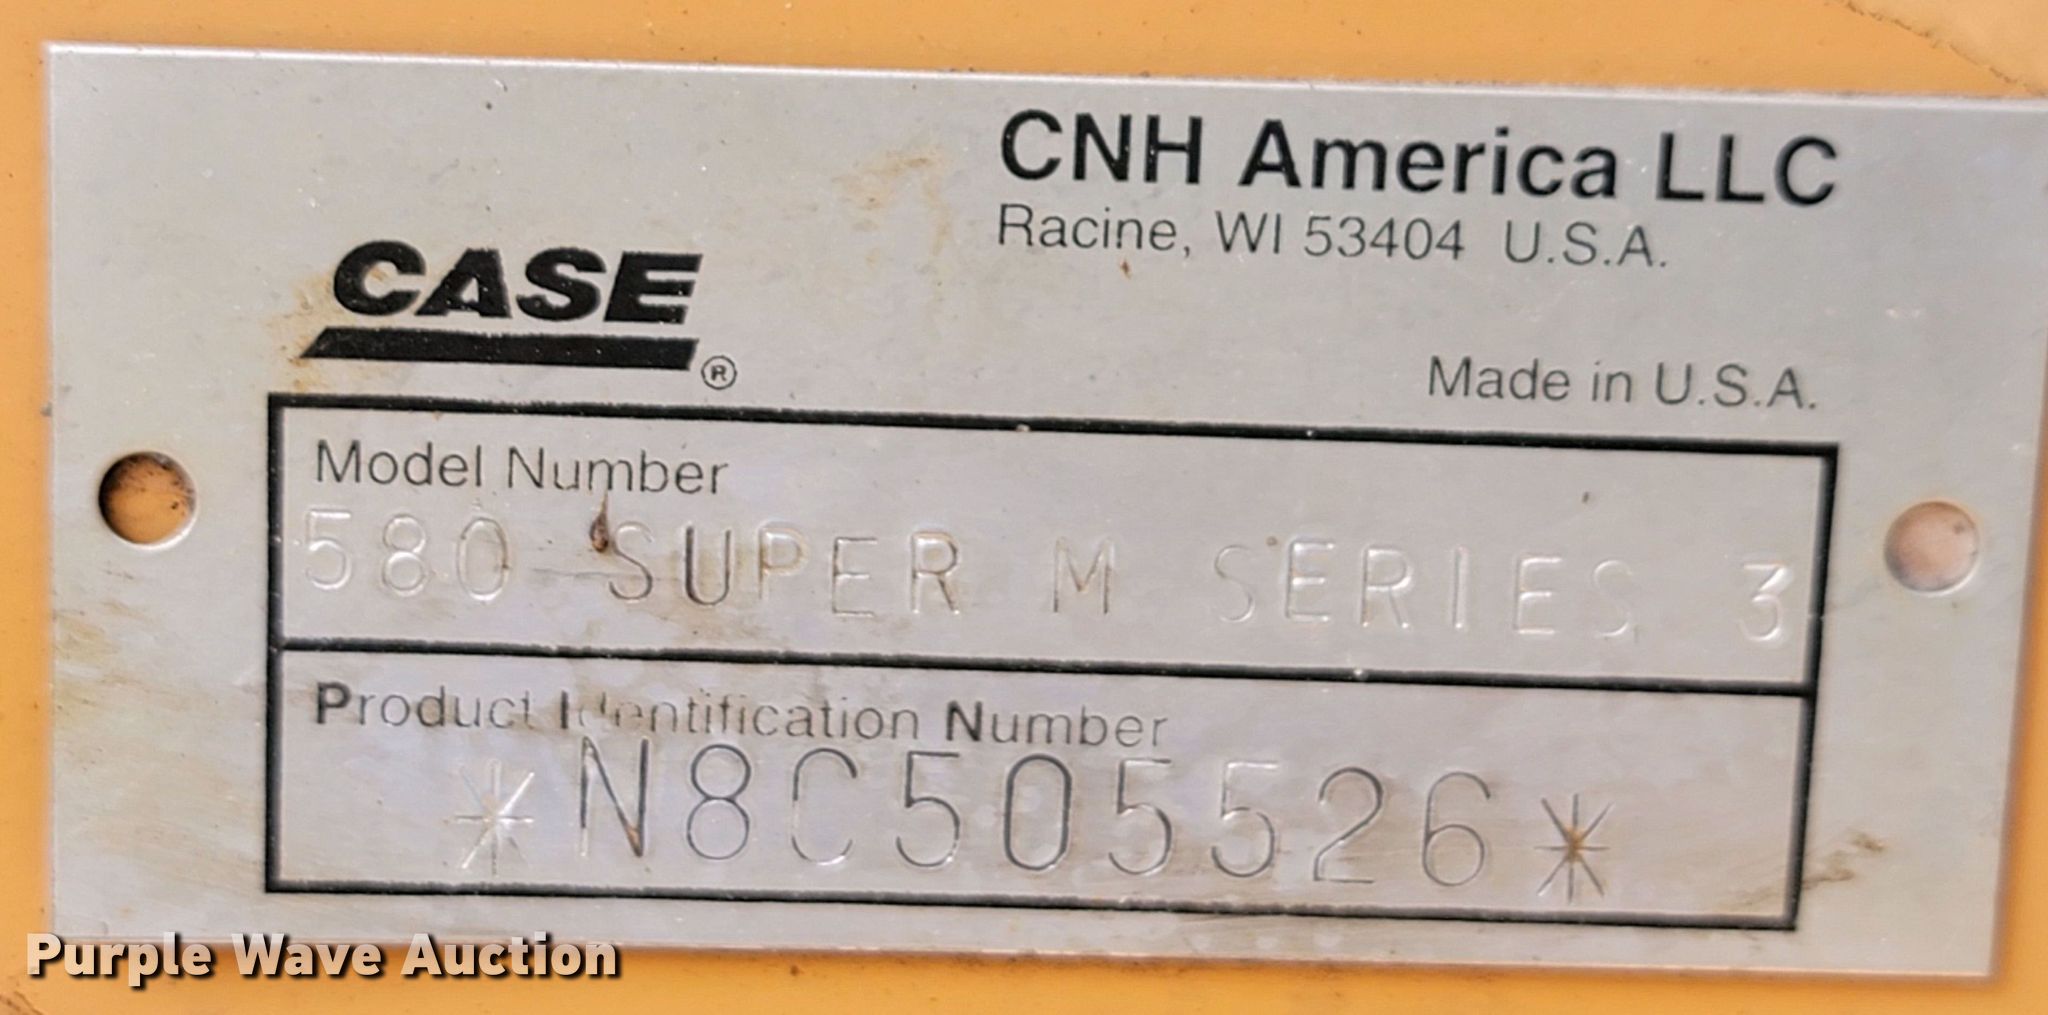 CNH America LLC
Racine, WI 53404 U.S.A.
CASE®
Made in U.S.A.
Model Number
580 SUPER M SERIES 3
Product Identification Number
*N8C505526*
Purple Wave Auction